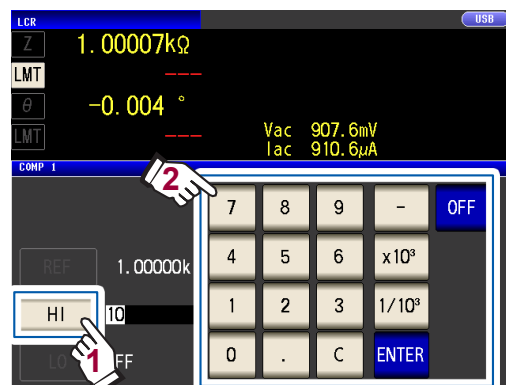 LCR USB
Z 1.00007kΩ
LMT ---
θ -0.004 °
LMT ---
Vac 907.6mV
Iac 910.6μA
COMP 1
2
7 8 9 - OFF
REF 1.00000k
4 5 6 x10³
HI 10
1 2 3 1/10³
LO FF
1
0 . C ENTER